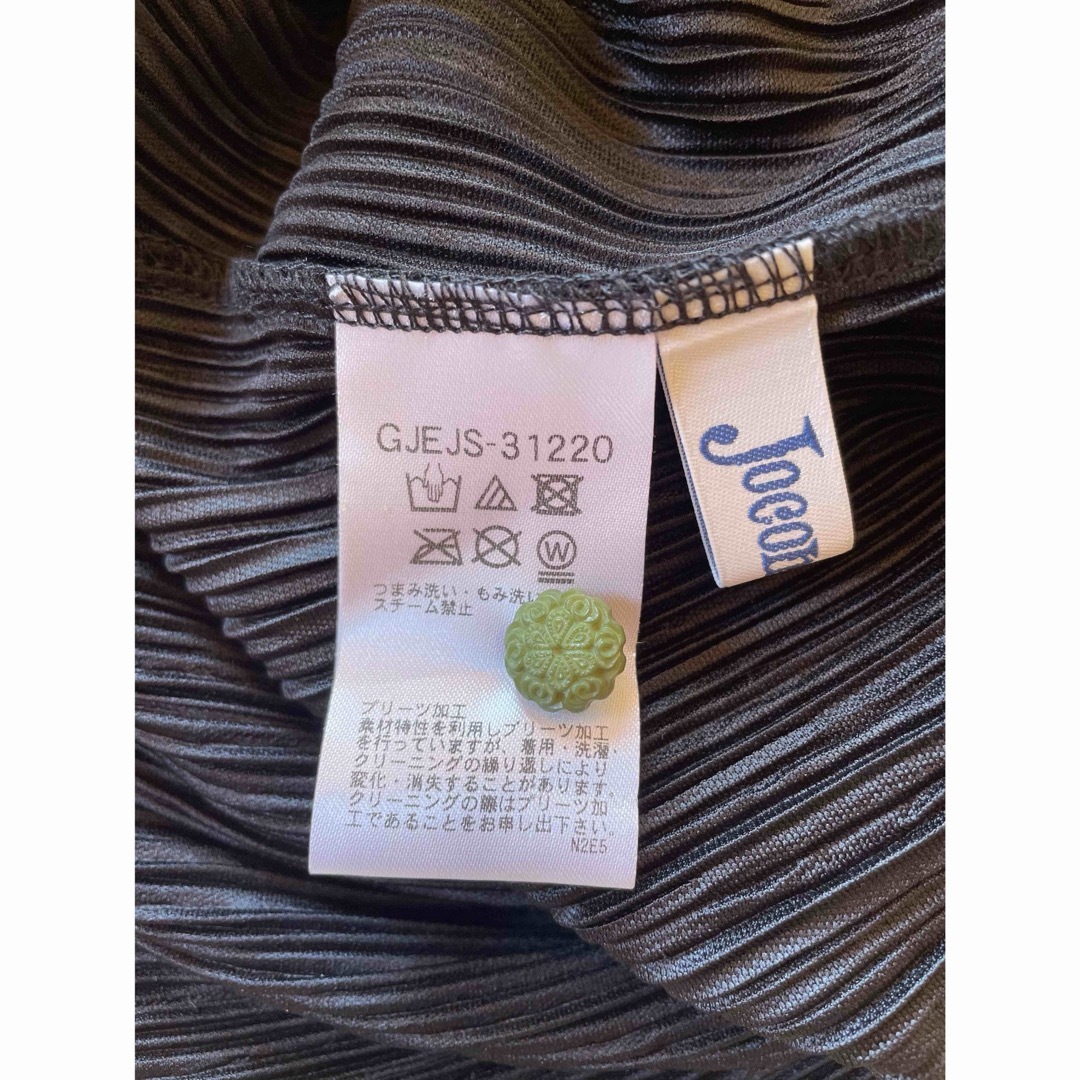 GJEJS-31220
W
つまみ洗い・もみ洗い
スチーム禁止
プリーツ加工
素材特性を利用しプリーツ加工
を行っていますが、着用・洗濯、
クリーニングの繰り返しにより
変化・消失することがあります。
クリーニングの際はプリーツ加
工であることをお申し出下さい。
N2E5
Jocon